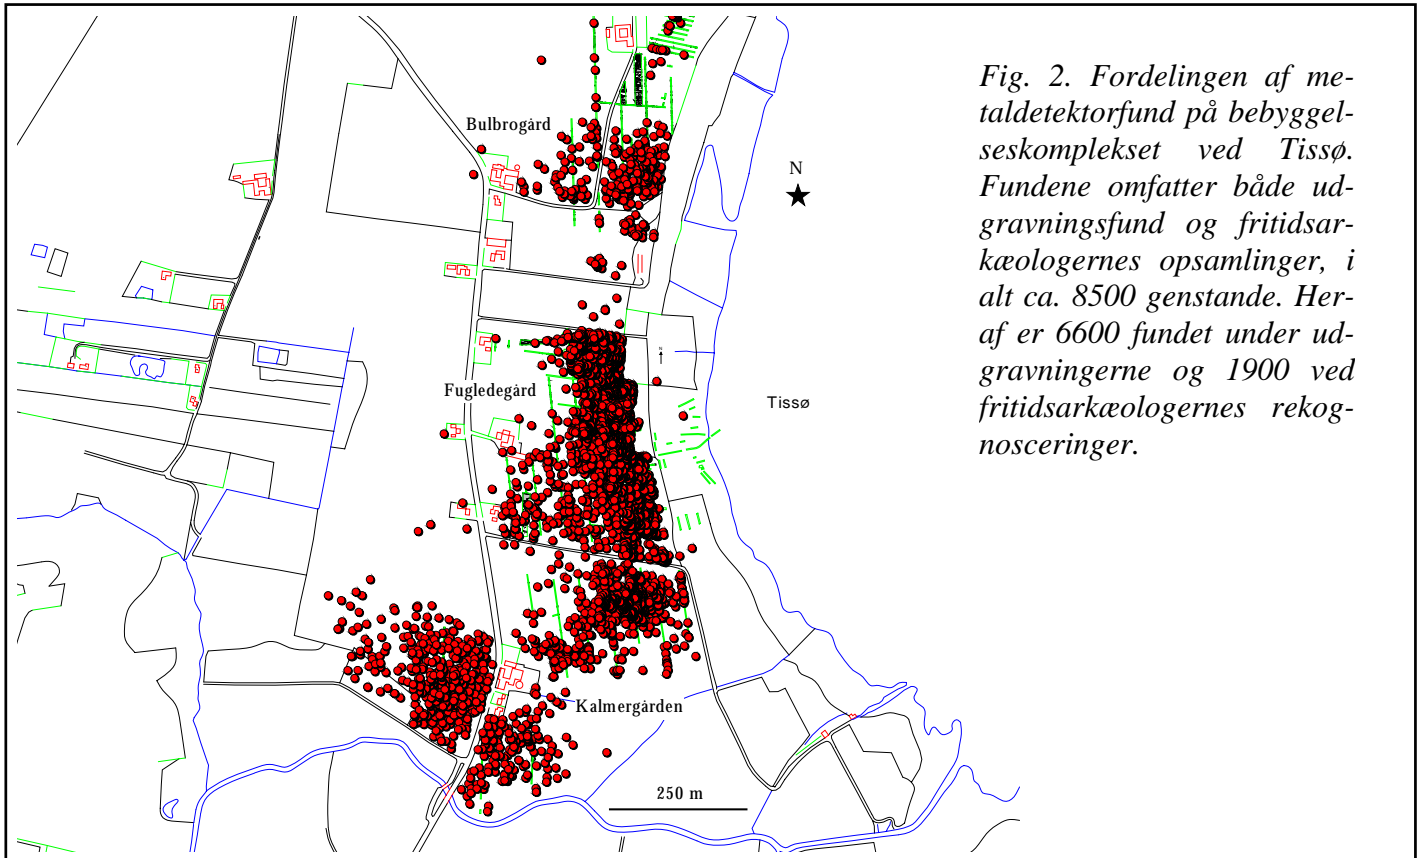 Fig. 2. Fordelingen af me-
taldetektorfund på bebyggel-
seskomplekset ved Tissø.
Fundene omfatter både ud-
gravningsfund og fritidsar-
kæologernes opsamlinger, i
alt ca. 8500 genstande. Her-
af er 6600 fundet under ud-
gravningerne og 1900 ved
fritidsarkæologernes rekog-
nosceringer.
Bulbrogård
N
Fugledegård
Tissø
Kalmergården
250 m